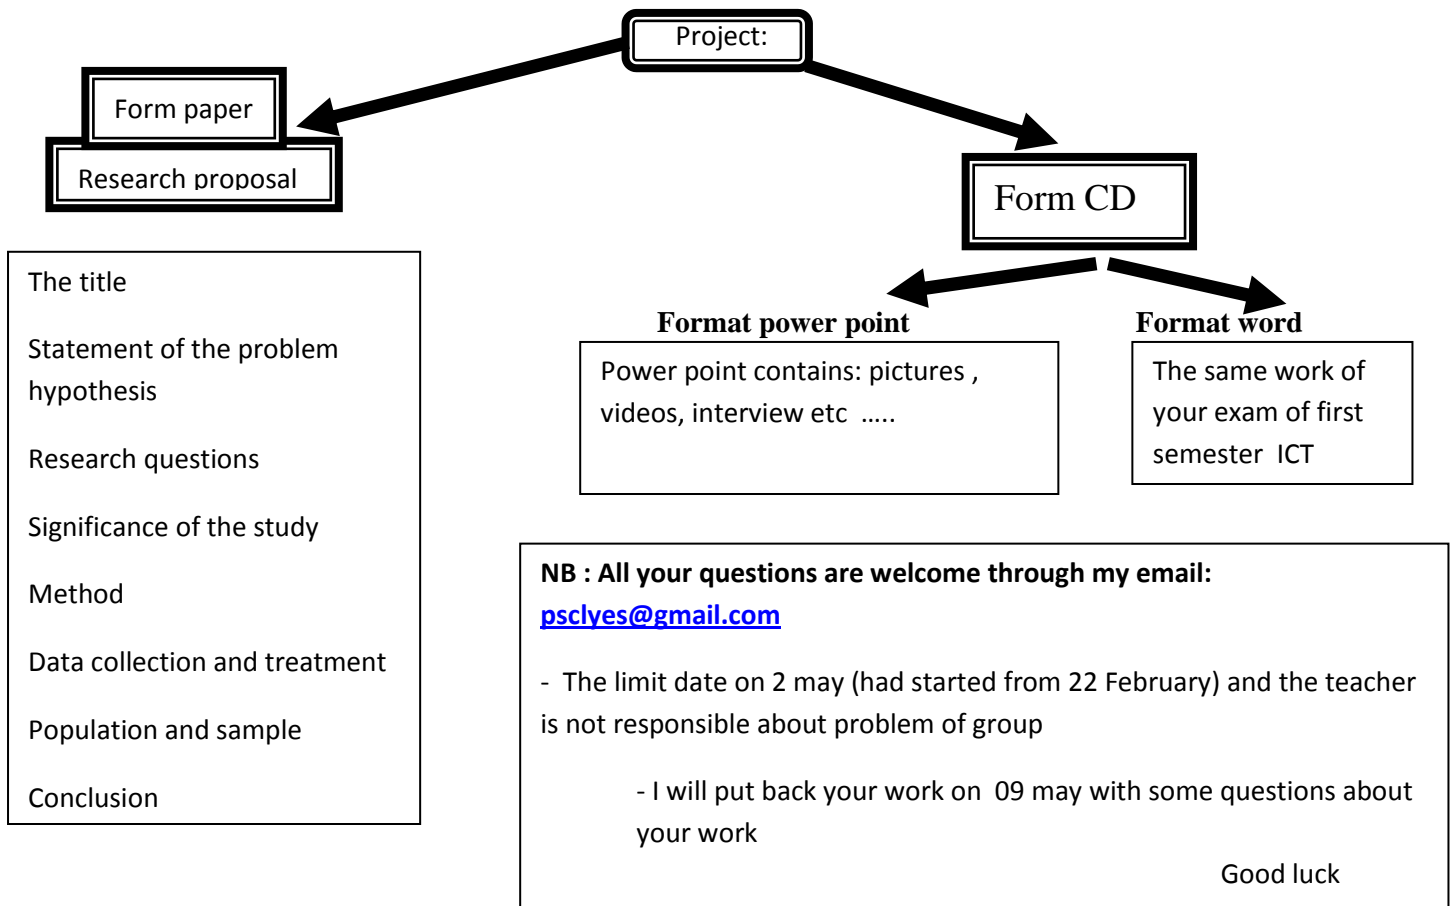 Project:
Form paper
Research proposal
Form CD
The title
Statement of the problem
hypothesis
Research questions
Significance of the study
Method
Data collection and treatment
Population and sample
Conclusion
Format power point
Power point contains: pictures ,
videos, interview etc …..
Format word
The same work of
your exam of first
semester ICT
NB : All your questions are welcome through my email:
psclyes@gmail.com
- The limit date on 2 may (had started from 22 February) and the teacher
is not responsible about problem of group
- I will put back your work on 09 may with some questions about
your work
Good luck